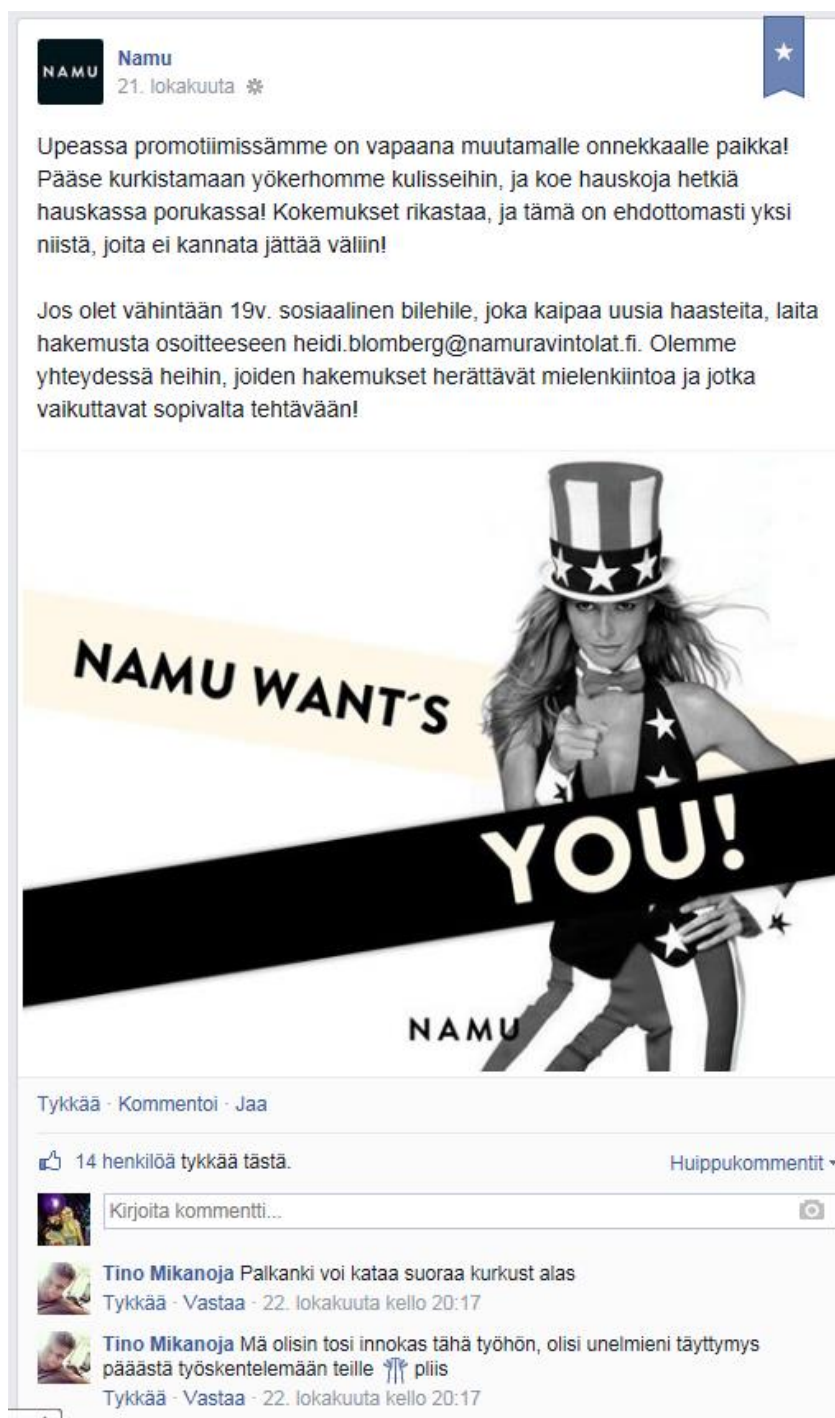 NAMU
Namu
21. lokakuuta
Upeassa promotiimissämme on vapaana muutamalle onnekkaalle paikka!
Pääse kurkistamaan yökerhomme kulisseihin, ja koe hauskoja hetkiä
hauskassa porukassa! Kokemukset rikastaa, ja tämä on ehdottomasti yksi
niistä, joita ei kannata jättää väliin!
Jos olet vähintään 19v. sosiaalinen bilehile, joka kaipaa uusia haasteita, laita
hakemusta osoitteeseen heidi.blomberg@namuravintolat.fi. Olemme
yhteydessä heihin, joiden hakemukset herättävät mielenkiintoa ja jotka
vaikuttavat sopivalta tehtävään!
NAMU WANT´S
YOU!
NAMU
Tykkää · Kommentoi · Jaa
14 henkilöä tykkää tästä.
Huippukommentit
Kirjoita kommentti...
Tino Mikanoja Palkanki voi kataa suoraa kurkust alas
Tykkää · Vastaa · 22. lokakuuta kello 20:17
Tino Mikanoja Mä olisin tosi innokas tähä työhön, olisi unelmieni täyttymys
pääästä työskentelemään teille pliis
Tykkää · Vastaa · 22. lokakuuta kello 20:17